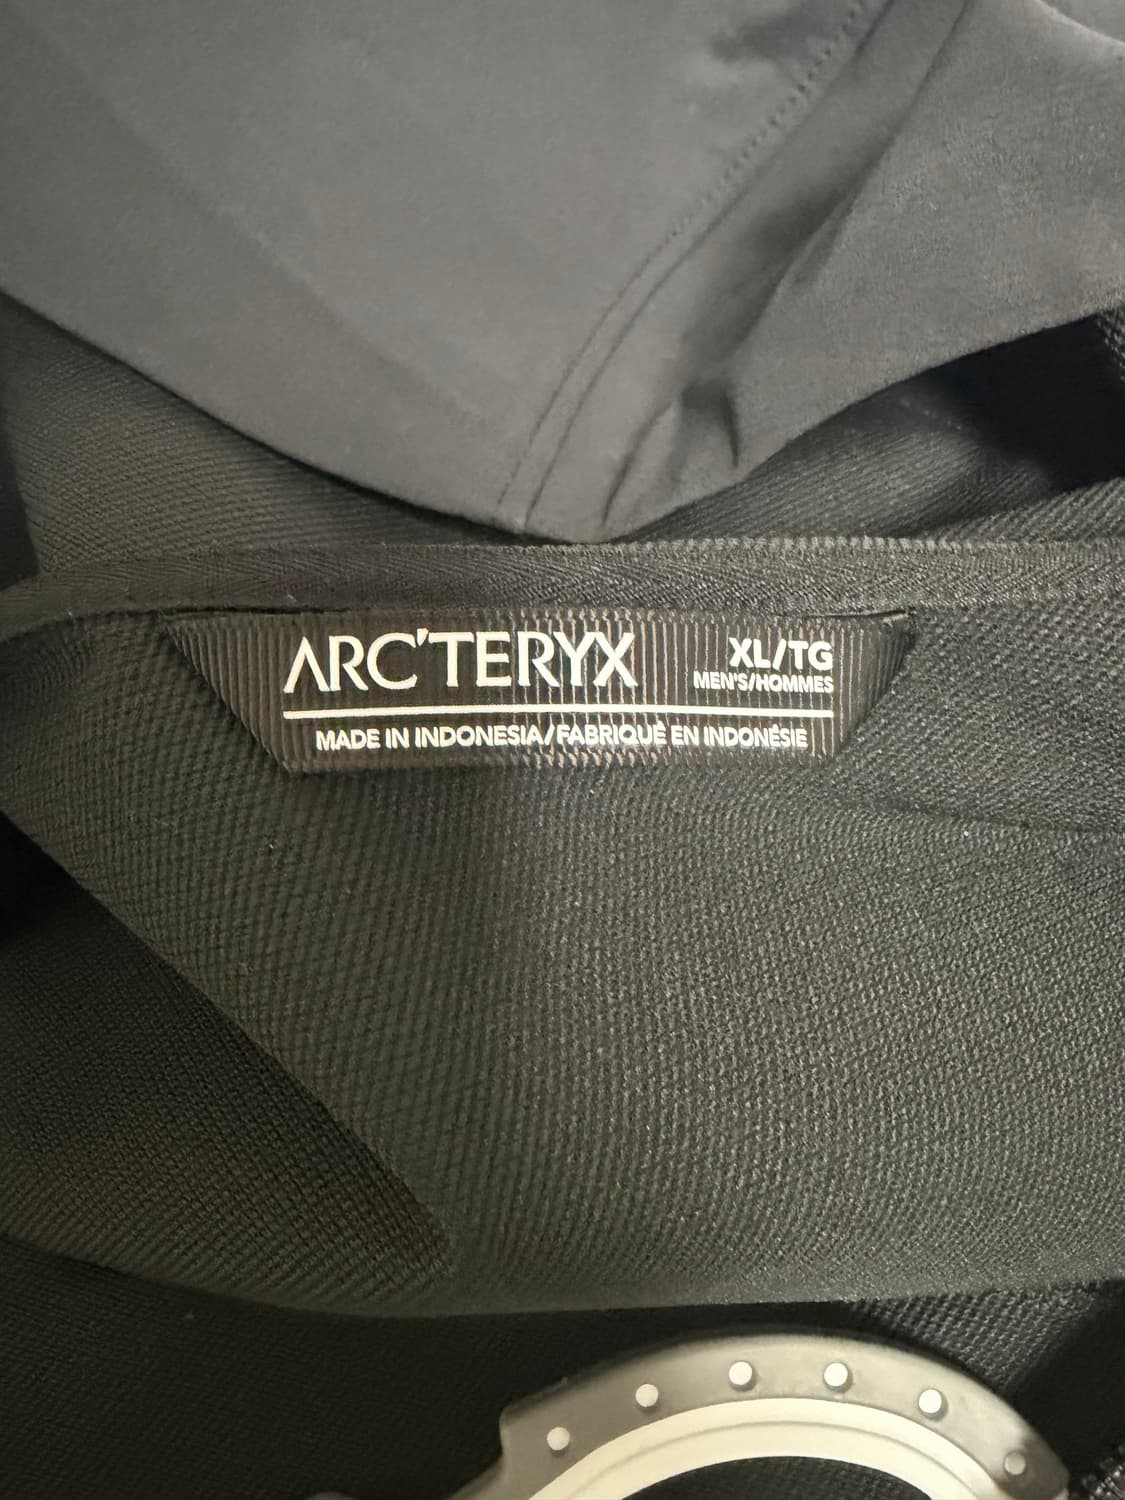 ARC'TERYX XL/TG
MEN'S/HOMMES
MADE IN INDONESIA/FABRIQUÉ EN INDONÉSIE